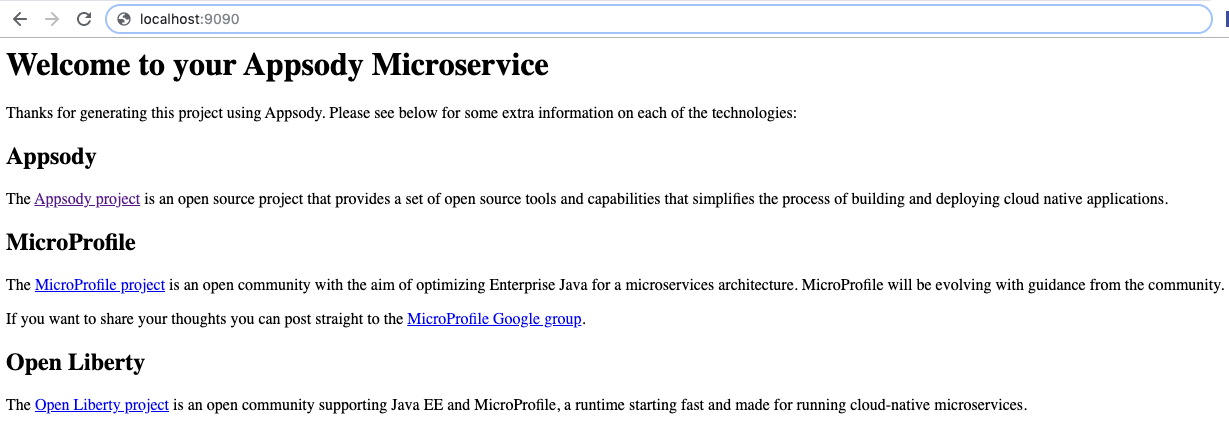 localhost:9090
Welcome to your Appsody Microservice
Thanks for generating this project using Appsody. Please see below for some extra information on each of the technologies:
Appsody
The Appsody project is an open source project that provides a set of open source tools and capabilities that simplifies the process of building and deploying cloud native applications.
MicroProfile
The MicroProfile project is an open community with the aim of optimizing Enterprise Java for a microservices architecture. MicroProfile will be evolving with guidance from the community.
If you want to share your thoughts you can post straight to the MicroProfile Google group.
Open Liberty
The Open Liberty project is an open community supporting Java EE and MicroProfile, a runtime starting fast and made for running cloud-native microservices.